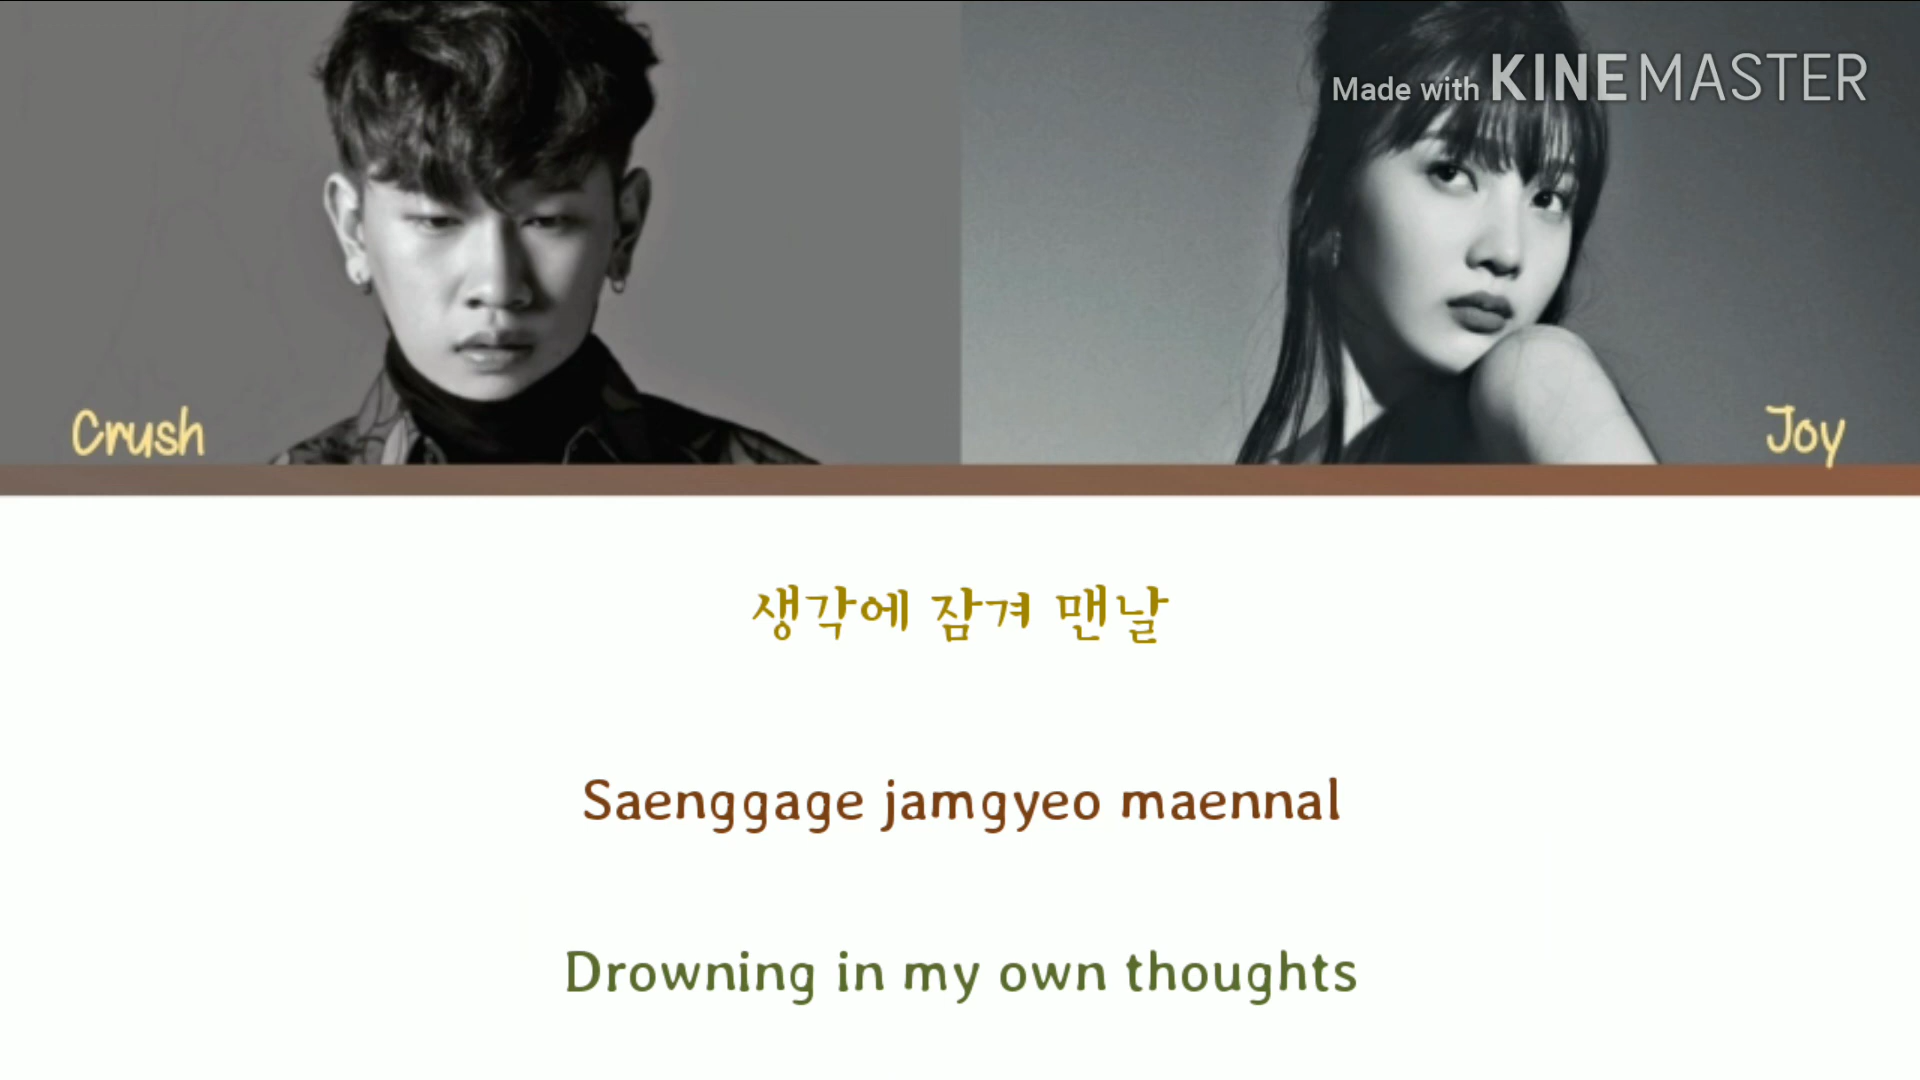 Made with KINEMASTER
Crush
Joy
생각에 잠겨 맨날
Saenggage jamgyeo maennal
Drowning in my own thoughts